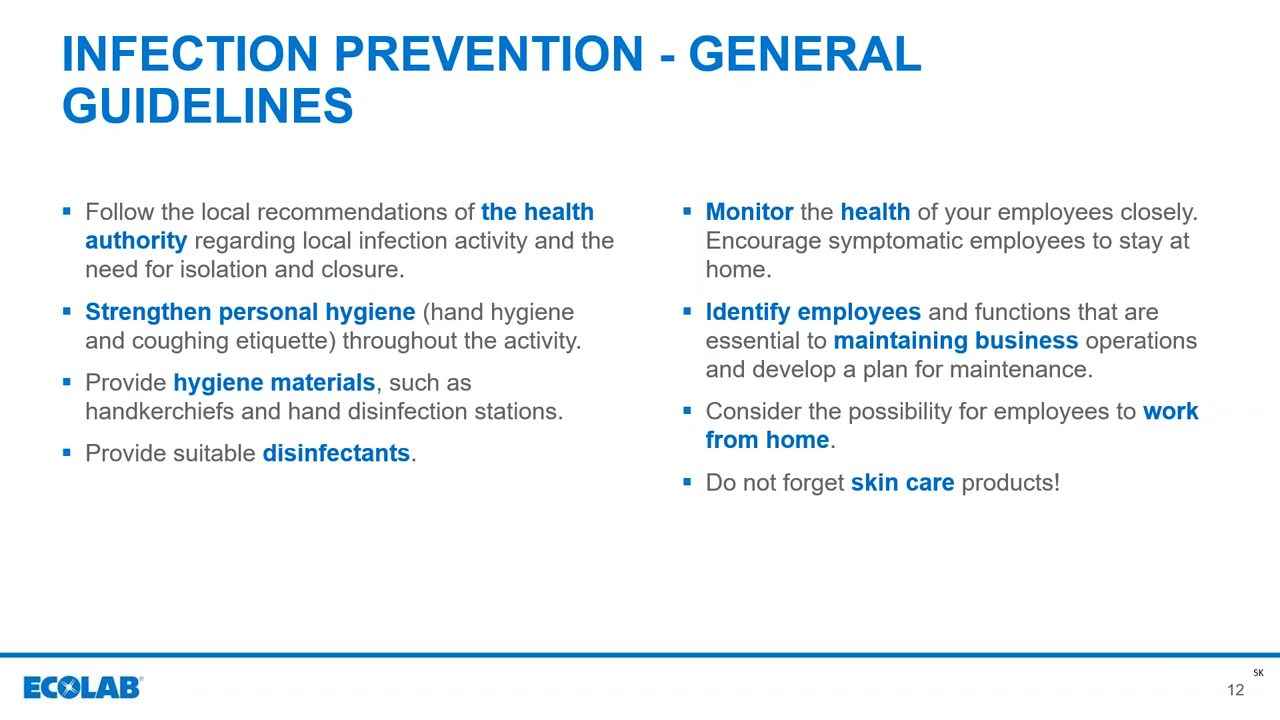 INFECTION PREVENTION - GENERAL
GUIDELINES
▪ Follow the local recommendations of the health
authority regarding local infection activity and the
need for isolation and closure.
▪ Strengthen personal hygiene (hand hygiene
and coughing etiquette) throughout the activity.
▪ Provide hygiene materials, such as
handkerchiefs and hand disinfection stations.
▪ Provide suitable disinfectants.
▪ Monitor the health of your employees closely.
Encourage symptomatic employees to stay at
home.
▪ Identify employees and functions that are
essential to maintaining business operations
and develop a plan for maintenance.
▪ Consider the possibility for employees to work
from home.
▪ Do not forget skin care products!
ECOLAB®
SK
12